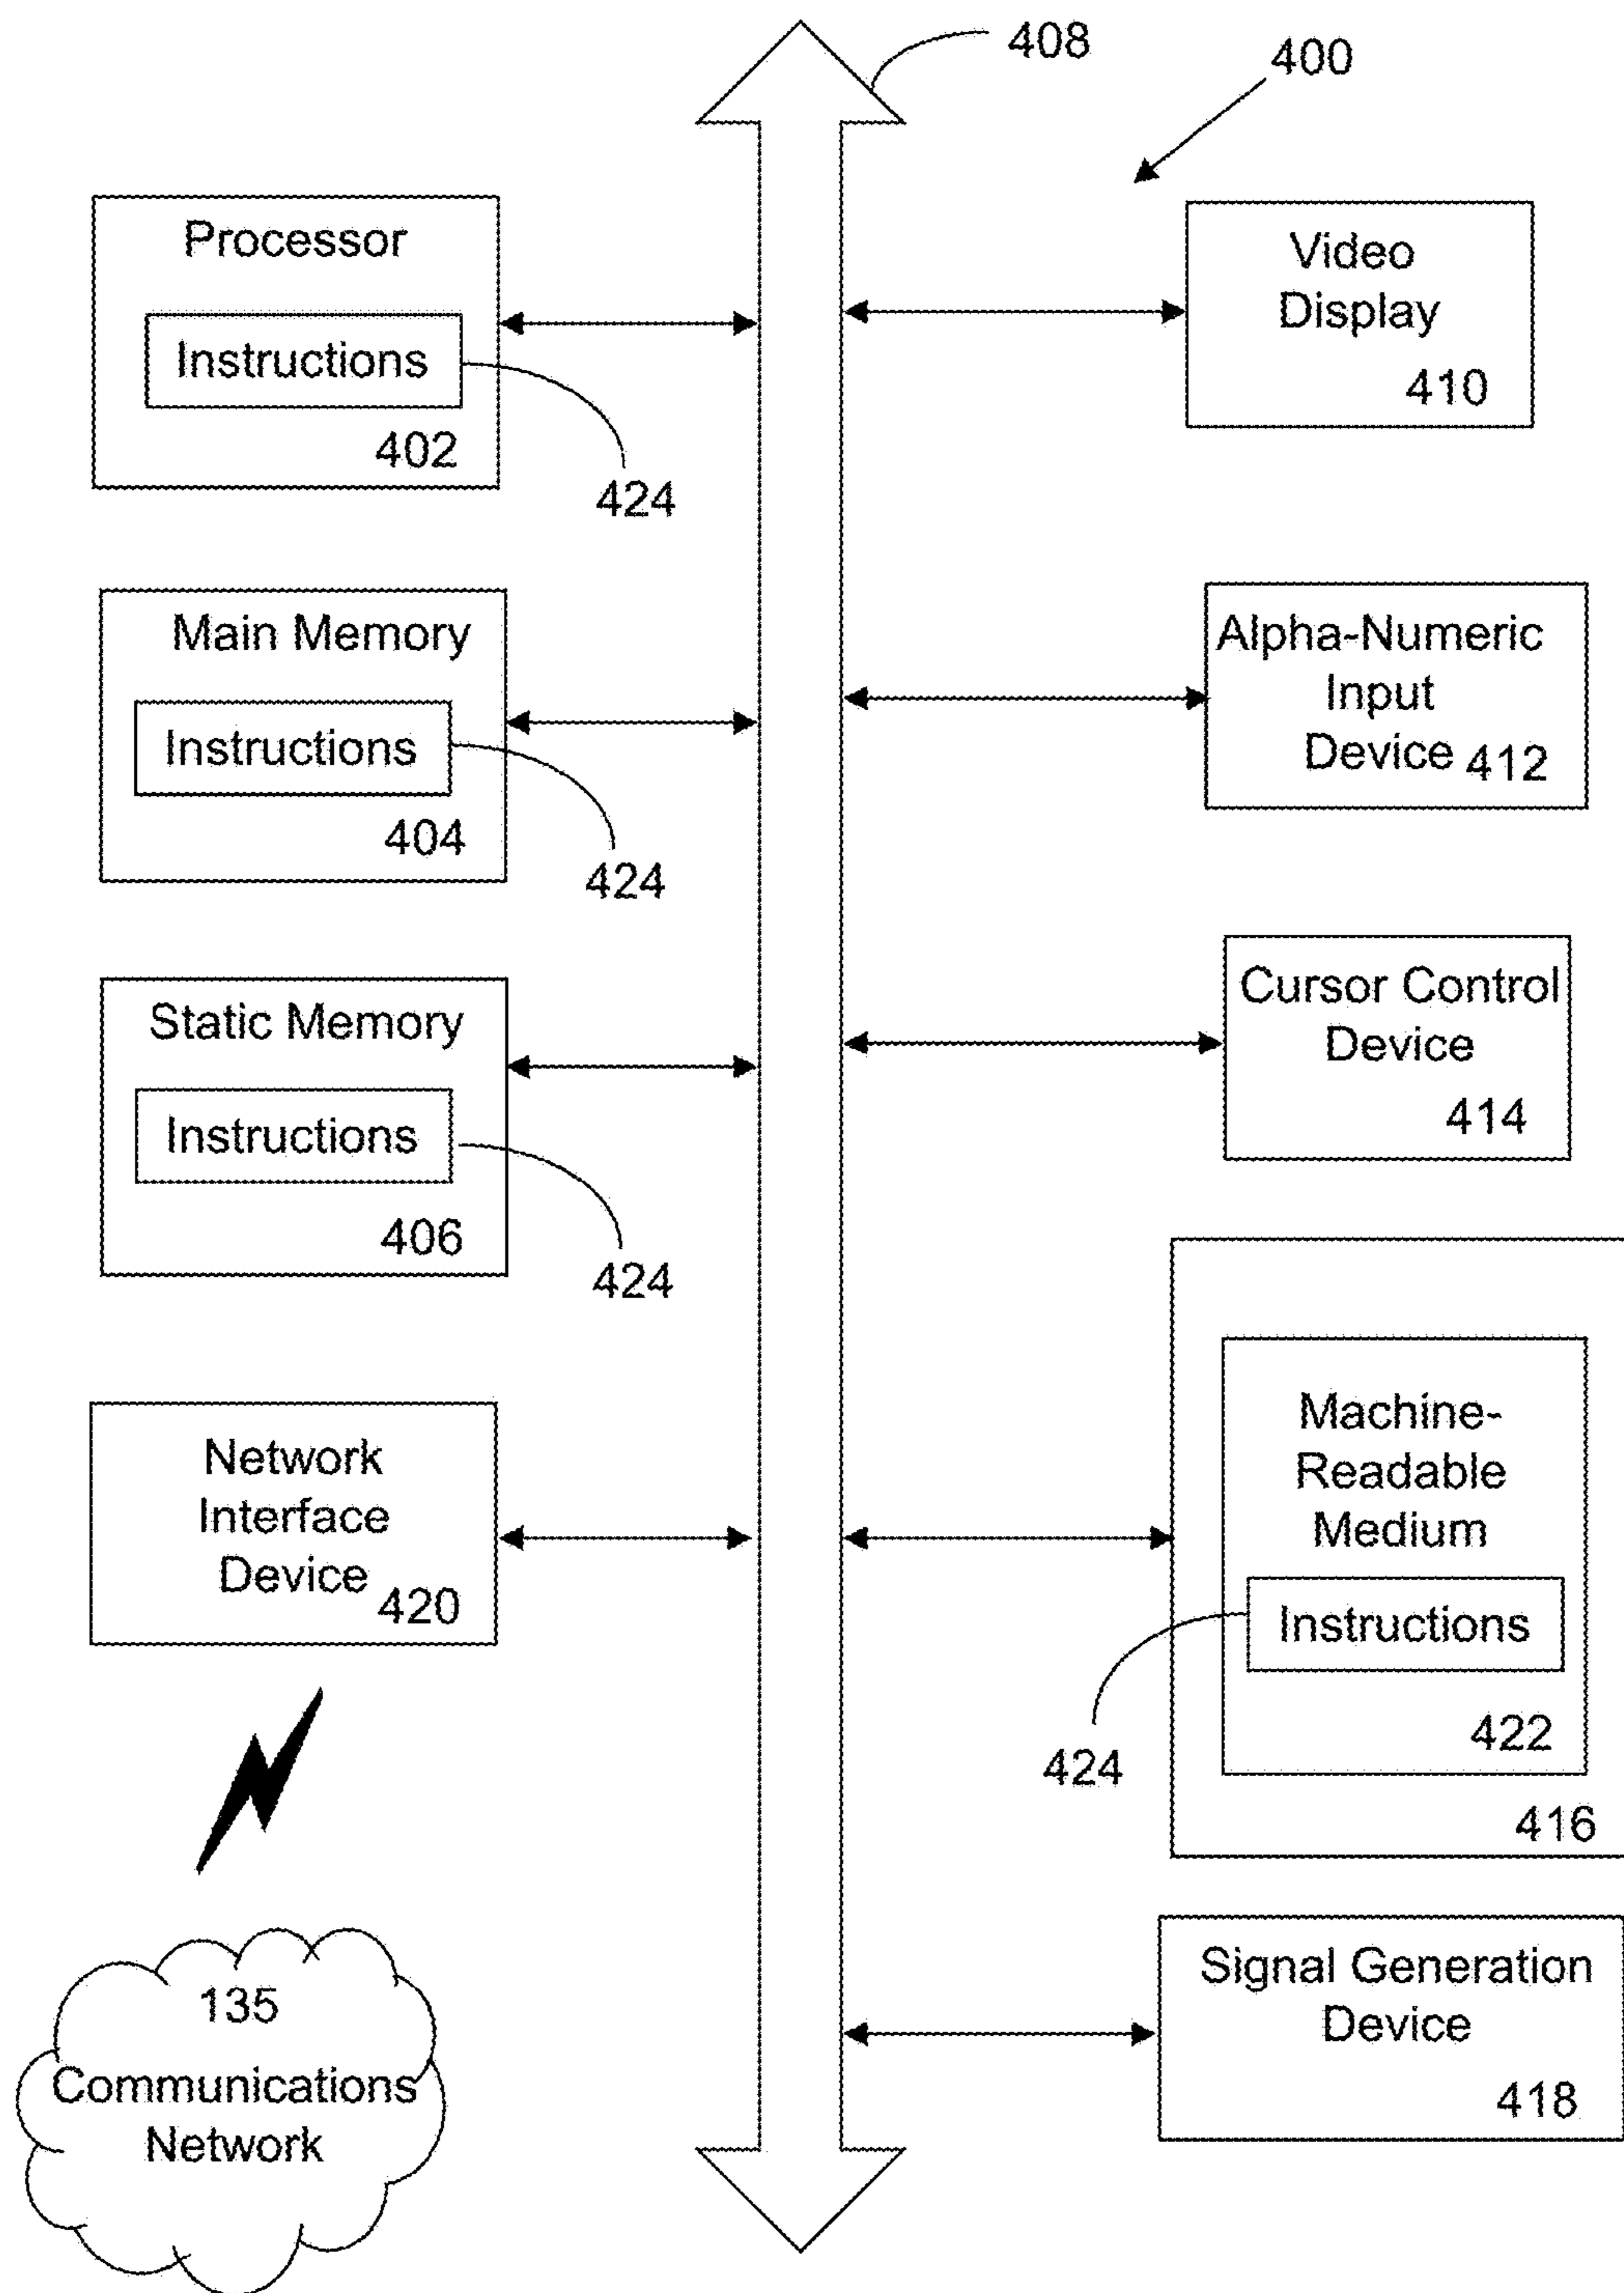 408
400
Processor
Instructions
402
424
Video
Display
410
Main Memory
Instructions
404
424
Alpha-Numeric
Input
Device 412
Static Memory
Instructions
406
424
Cursor Control
Device
414
Network
Interface
Device 420
Machine-
Readable
Medium
Instructions
422
424
416
135
Communications
Network
Signal Generation
Device
418